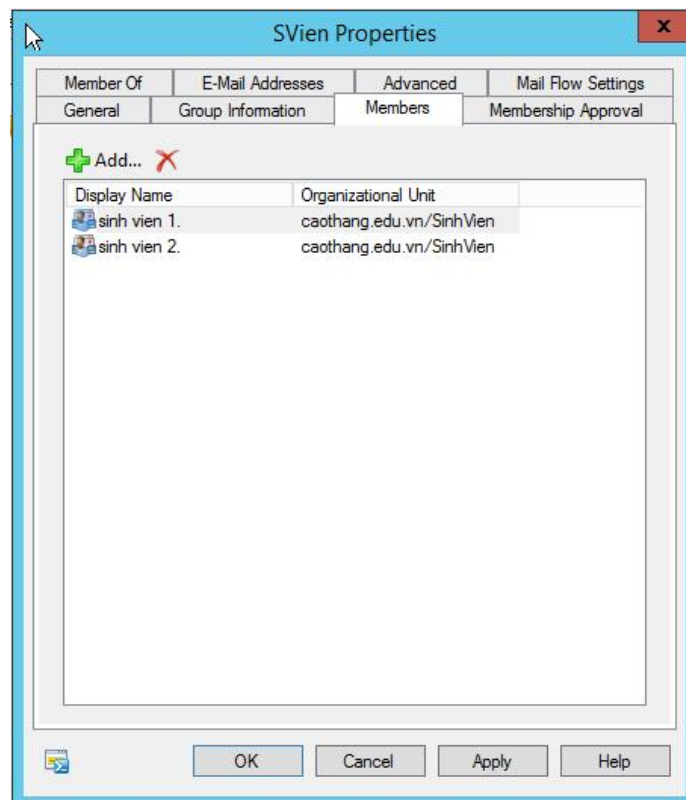 SVien Properties
x
Member Of E-Mail Addresses Advanced Mail Flow Settings
General Group Information Members Membership Approval
Add...
Display Name Organizational Unit
sinh vien 1. caothang.edu.vn/SinhVien
sinh vien 2. caothang.edu.vn/SinhVien
OK Cancel Apply Help